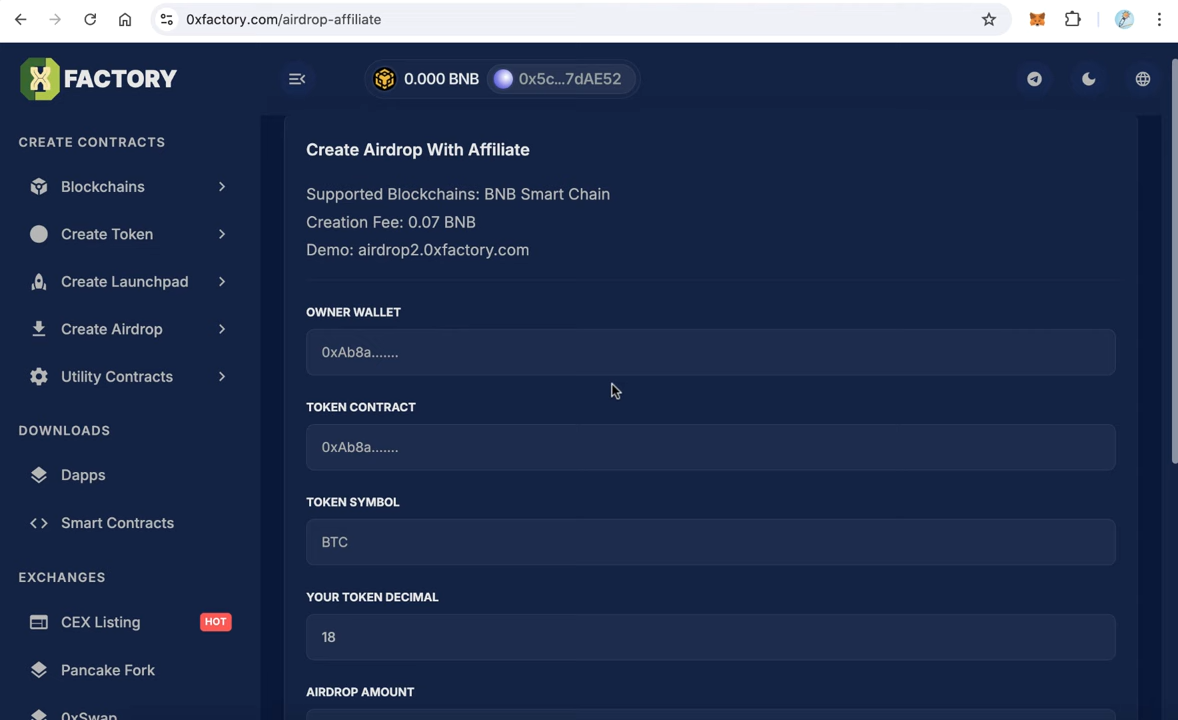 0xfactory.com/airdrop-affiliate
FACTORY
0.000 BNB
0x5c...7dAE52
CREATE CONTRACTS
Blockchains
Create Token
Create Launchpad
Create Airdrop
Utility Contracts
DOWNLOADS
Dapps
Smart Contracts
EXCHANGES
CEX Listing
HOT
Pancake Fork
0xSwap
Create Airdrop With Affiliate
Supported Blockchains: BNB Smart Chain
Creation Fee: 0.07 BNB
Demo: airdrop2.0xfactory.com
OWNER WALLET
0xAb8a.......
TOKEN CONTRACT
0xAb8a.......
TOKEN SYMBOL
BTC
YOUR TOKEN DECIMAL
18
AIRDROP AMOUNT